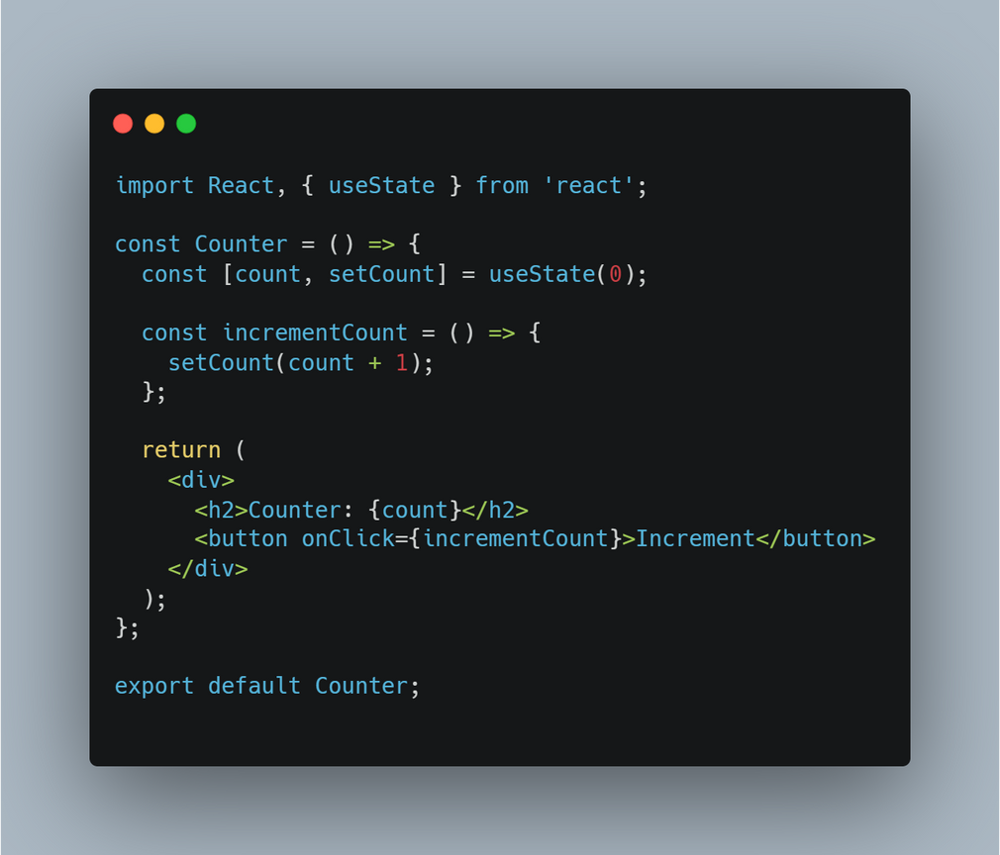 import React, { useState } from 'react';

const Counter = () => {
  const [count, setCount] = useState(0);

  const incrementCount = () => {
    setCount(count + 1);
  };

  return (
    <div>
      <h2>Counter: {count}</h2>
      <button onClick={incrementCount}>Increment</button>
    </div>
  );
};

export default Counter;